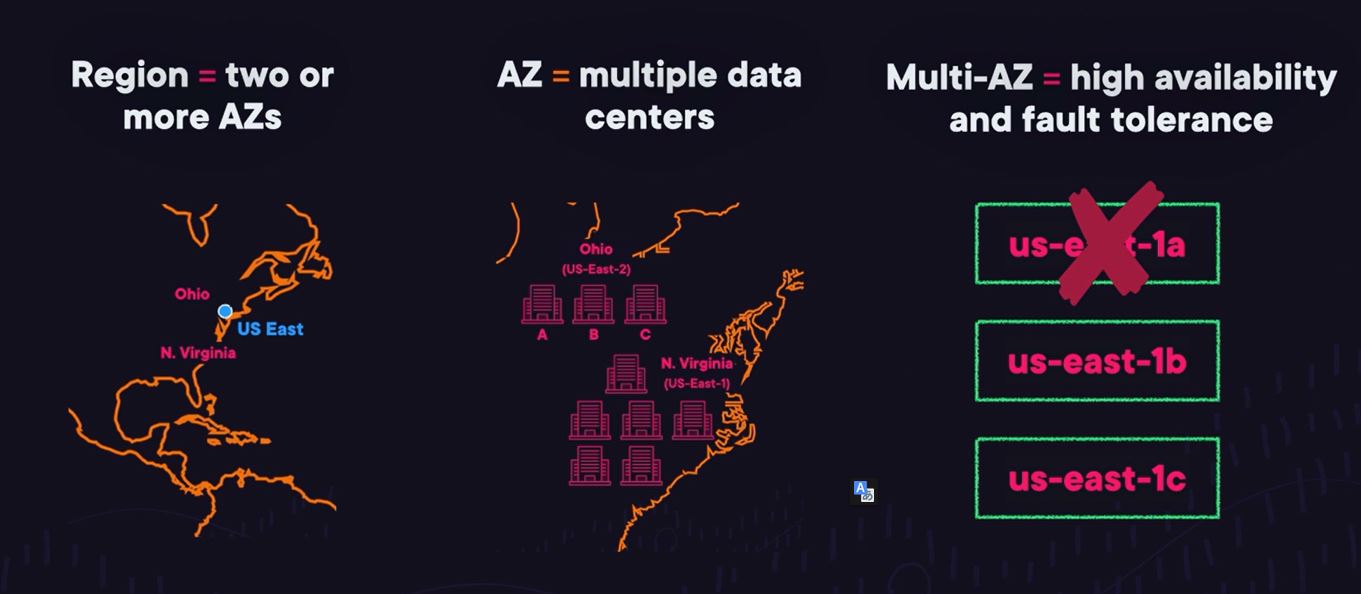 Region = two or
more AZs
Ohio
US East
N. Virginia
AZ = multiple data
centers
Ohio
(US-East-2)
A B C
N. Virginia
(US-East-1)
Multi-AZ = high availability
and fault tolerance
us-east-1a
us-east-1b
us-east-1c